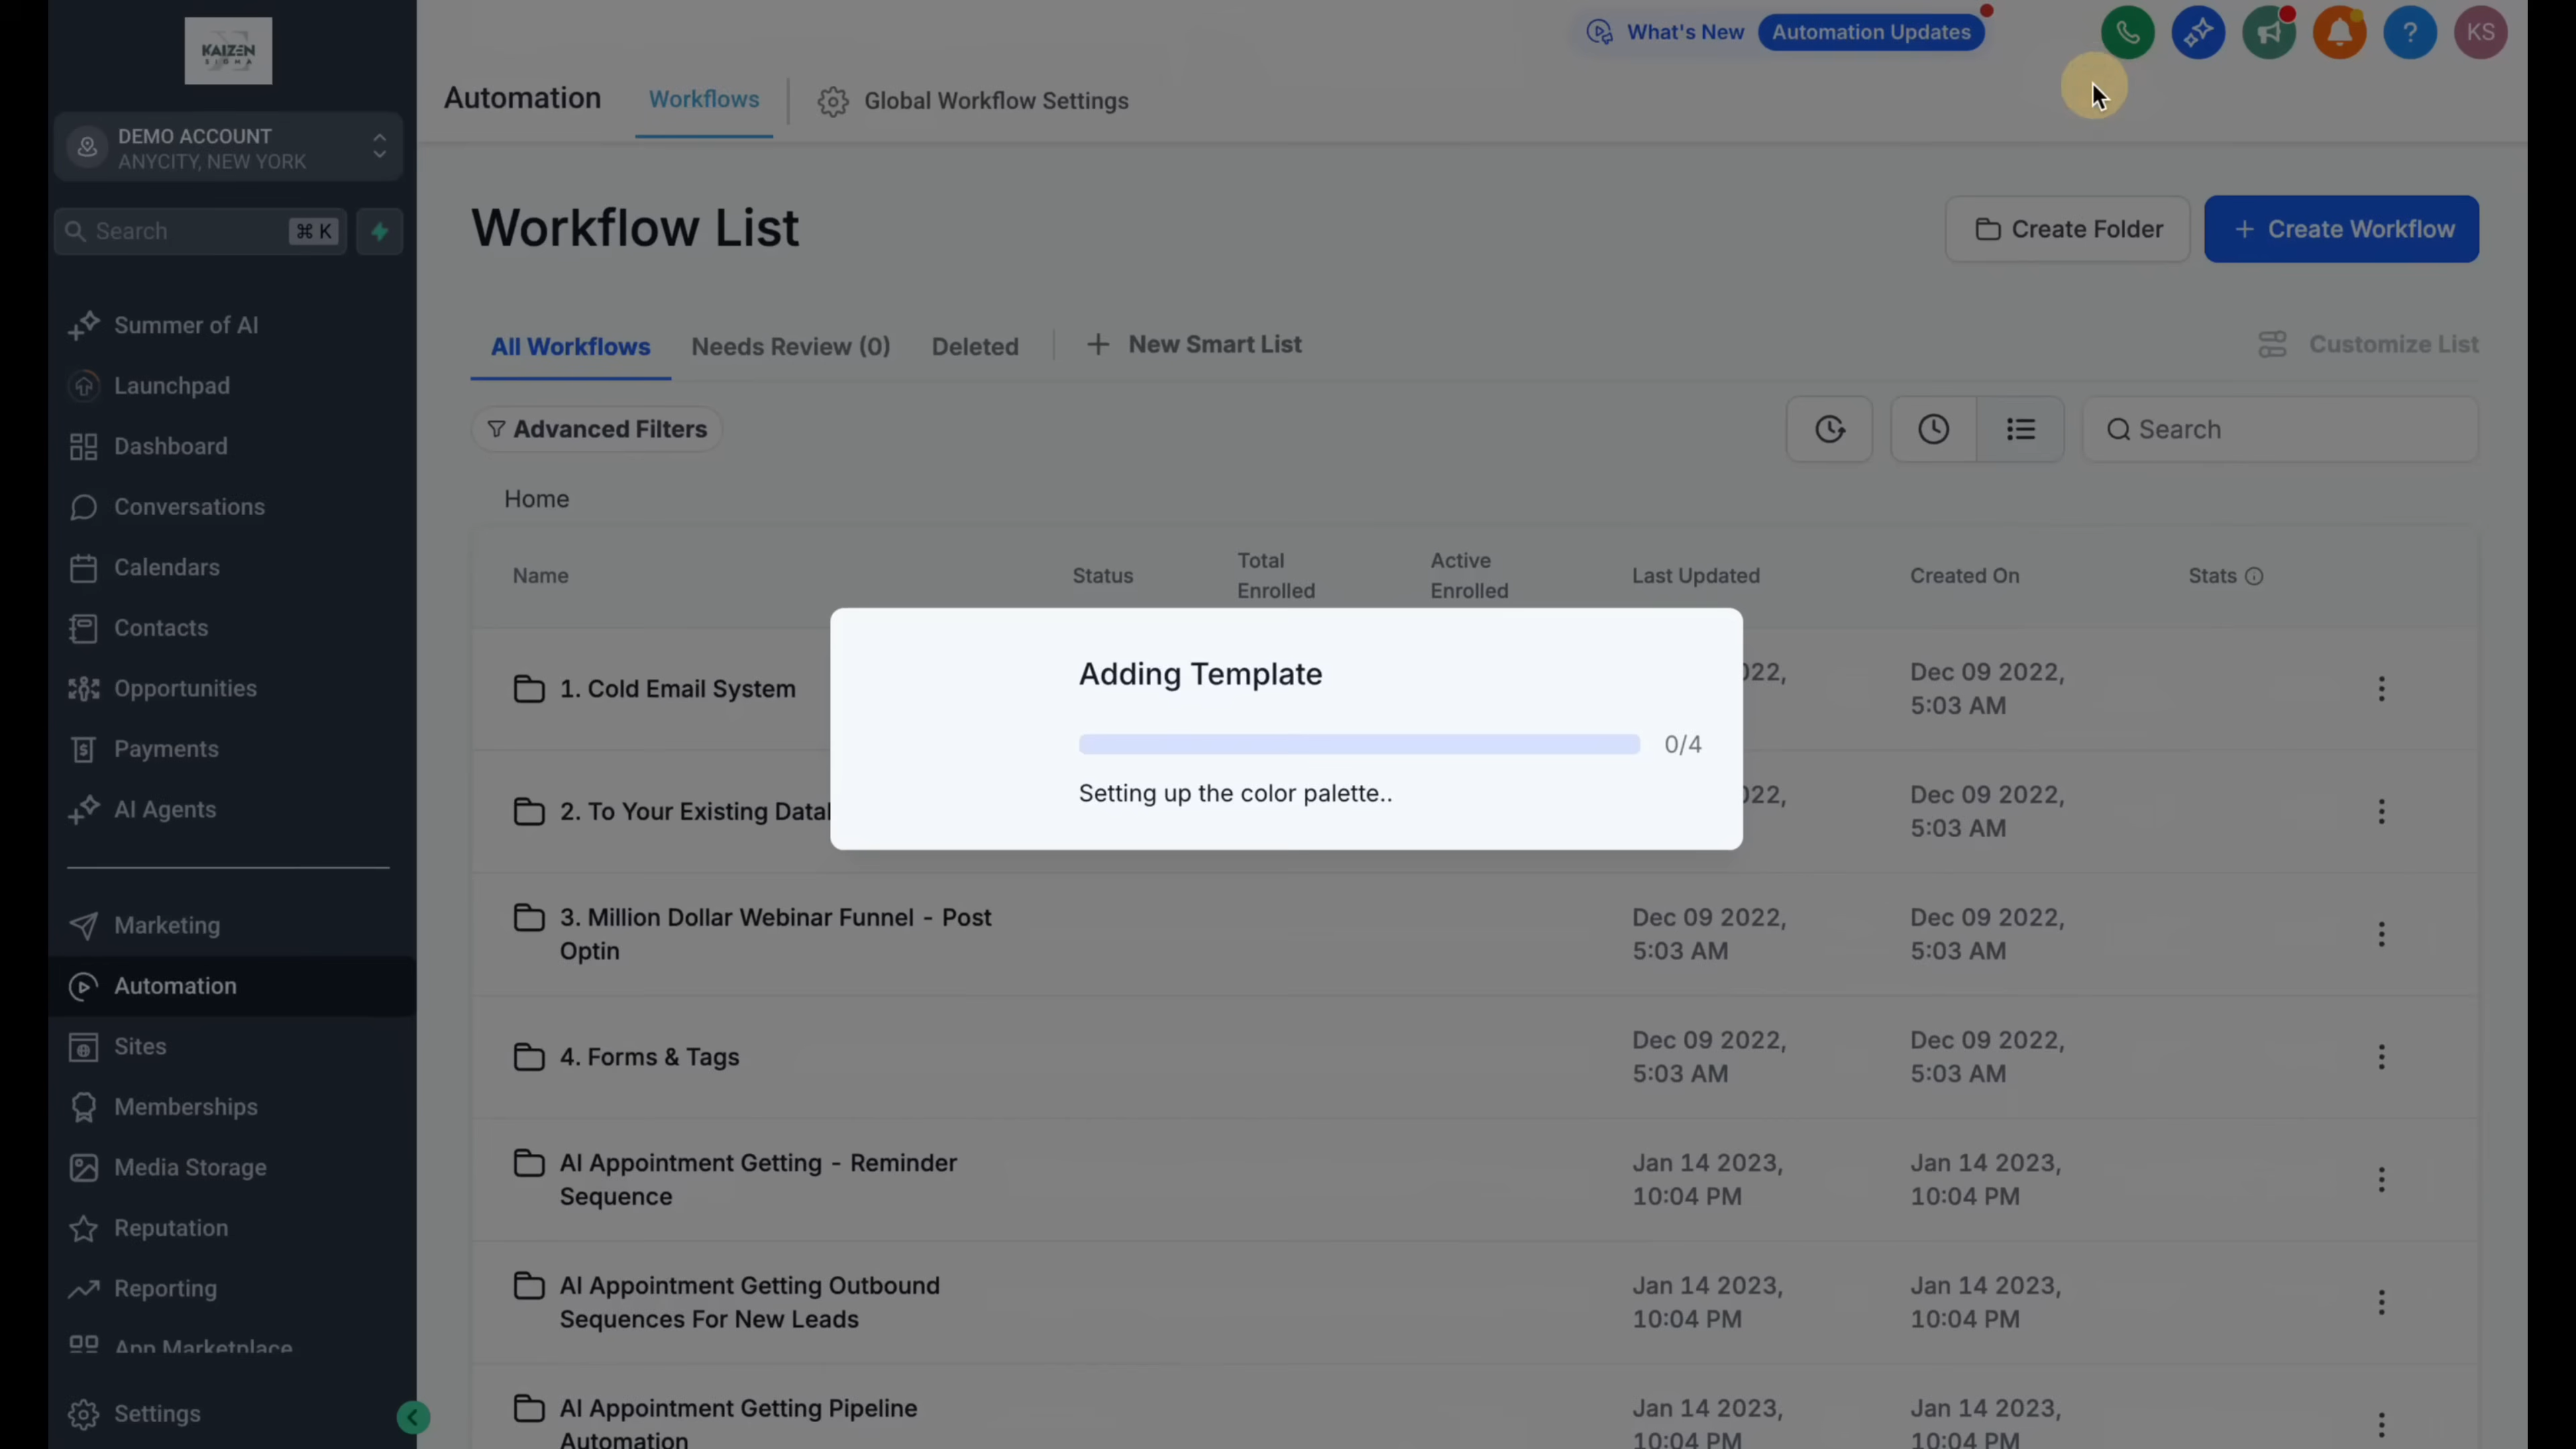 KAIZEN
SIGMA
DEMO ACCOUNT
ANYCITY, NEW YORK
Search
⌘ K
Summer of AI
Launchpad
Dashboard
Conversations
Calendars
Contacts
Opportunities
Payments
AI Agents
Marketing
Automation
Sites
Memberships
Media Storage
Reputation
Reporting
App Marketplace
Settings
What's New
Automation Updates
KS
Automation
Workflows
Global Workflow Settings
Workflow List
Create Folder
+ Create Workflow
All Workflows
Needs Review (0)
Deleted
+ New Smart List
Customize List
Advanced Filters
Search
Home
Name
Status
Total
Enrolled
Active
Enrolled
Last Updated
Created On
Stats
1. Cold Email System
022,
Dec 09 2022,
5:03 AM
Adding Template
0/4
Setting up the color palette..
2. To Your Existing Data
022,
Dec 09 2022,
5:03 AM
3. Million Dollar Webinar Funnel - Post
Optin
Dec 09 2022,
5:03 AM
Dec 09 2022,
5:03 AM
4. Forms & Tags
Dec 09 2022,
5:03 AM
Dec 09 2022,
5:03 AM
AI Appointment Getting - Reminder
Sequence
Jan 14 2023,
10:04 PM
Jan 14 2023,
10:04 PM
AI Appointment Getting Outbound
Sequences For New Leads
Jan 14 2023,
10:04 PM
Jan 14 2023,
10:04 PM
AI Appointment Getting Pipeline
Automation
Jan 14 2023,
10:04 PM
Jan 14 2023,
10:04 PM